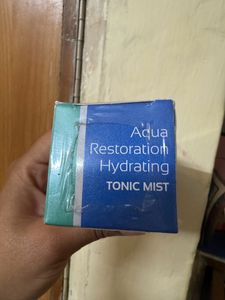 Aqua
Restoration
Hydrating
TONIC MIST